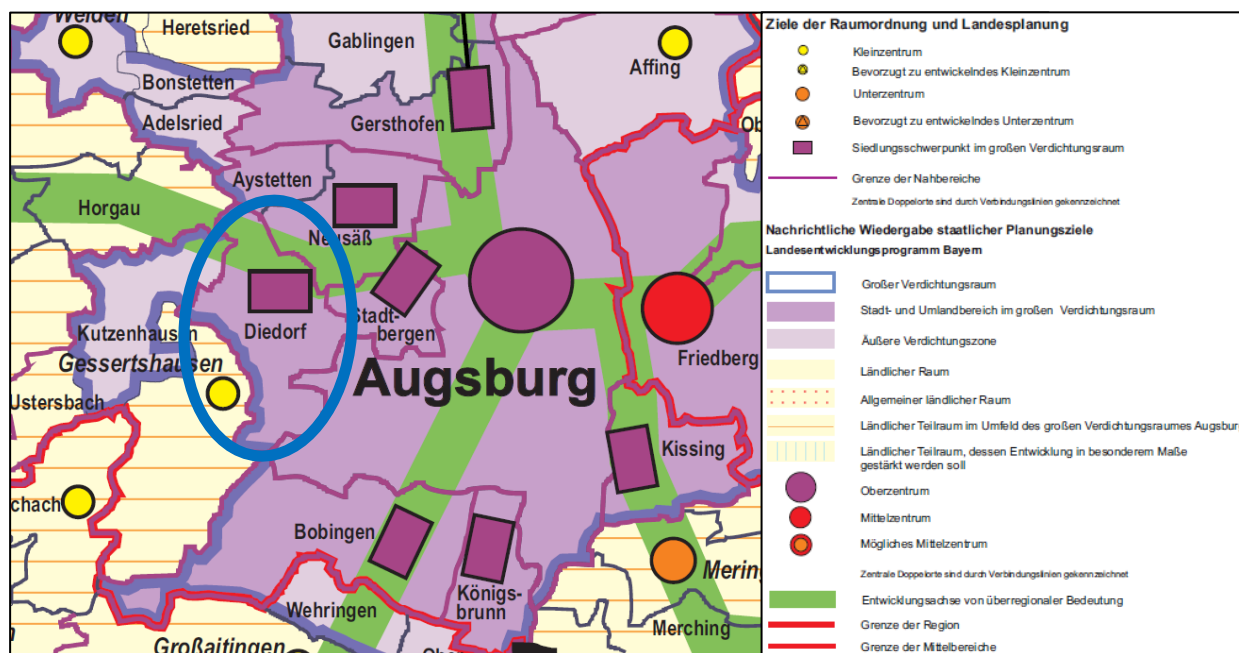 Welden
Heretsried
Gablingen
Affing
Bonstetten
Adelsried
Gersthofen
Aystetten
Horgau
Neusäß
Diedorf
Stadt-
bergen
Kutzenhausen
Gessertshausen
Friedberg
Augsburg
Ustersbach
Kissing
chach
Bobingen
Königs-
brunn
Mering
Wehringen
Merching
Großaitingen
Ziele der Raumordnung und Landesplanung
Kleinzentrum
Bevorzugt zu entwickelndes Kleinzentrum
Unterzentrum
Bevorzugt zu entwickelndes Unterzentrum
Siedlungsschwerpunkt im großen Verdichtungsraum
Grenze der Nahbereiche
Zentrale Doppelorte sind durch Verbindungslinien gekennzeichnet
Nachrichtliche Wiedergabe staatlicher Planungsziele
Landesentwicklungsprogramm Bayern
Großer Verdichtungsraum
Stadt- und Umlandbereich im großen Verdichtungsraum
Äußere Verdichtungszone
Ländlicher Raum
Allgemeiner ländlicher Raum
Ländlicher Teilraum im Umfeld des großen Verdichtungsraumes Augsbur
Ländlicher Teilraum, dessen Entwicklung in besonderem Maße
gestärkt werden soll
Oberzentrum
Mittelzentrum
Mögliches Mittelzentrum
Zentrale Doppelorte sind durch Verbindungslinien gekennzeichnet
Entwicklungsachse von überregionaler Bedeutung
Grenze der Region
Grenze der Mittelbereiche